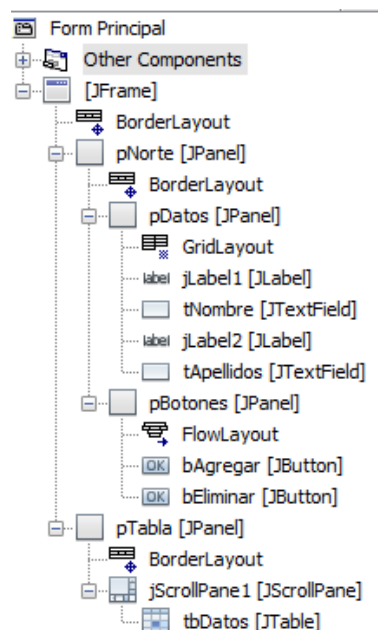 Form Principal
Other Components
[JFrame]
BorderLayout
pNorte [JPanel]
BorderLayout
pDatos [JPanel]
GridLayout
label jLabel1 [JLabel]
tNombre [JTextField]
label jLabel2 [JLabel]
tApellidos [JTextField]
pBotones [JPanel]
FlowLayout
OK bAgregar [JButton]
OK bEliminar [JButton]
pTabla [JPanel]
BorderLayout
jScrollPane1 [JScrollPane]
tbDatos [JTable]